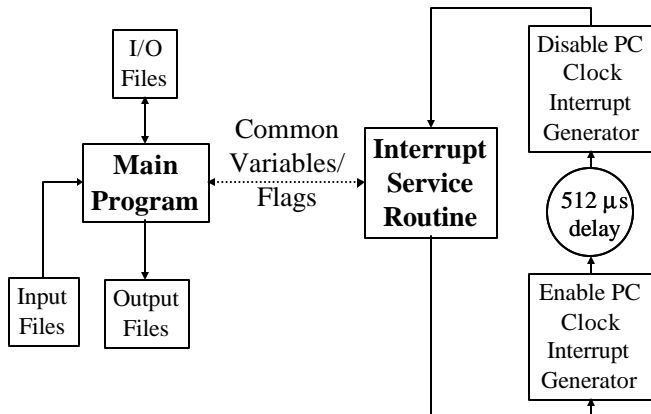 I/O
Files
Main
Program
Input
Files
Output
Files
Common
Variables/
Flags
Interrupt
Service
Routine
Disable PC
Clock
Interrupt
Generator
512 μs
delay
Enable PC
Clock
Interrupt
Generator